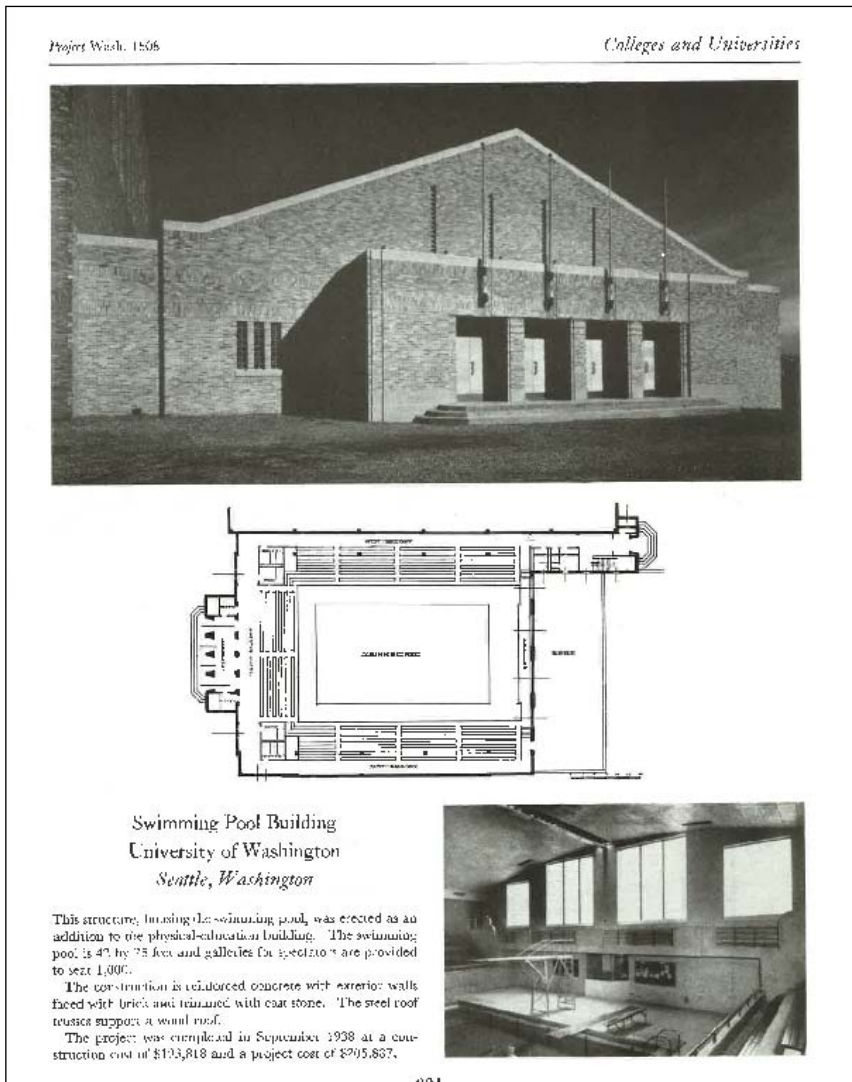 Project Wash. 1508
Colleges and Universities
SWIMMING POOL
Swimming Pool Building
University of Washington
Seattle, Washington
This structure, housing the swimming pool, was erected as an
addition to the physical-education building. The swimming
pool is 42 by 75 feet and galleries for spectators are provided
to seat 1,000.
The construction is reinforced concrete with exterior walls
faced with brick and trimmed with cast stone. The steel roof
trusses support a wood roof.
The project was completed in September 1938 at a con-
struction cost of $193,818 and a project cost of $205,837.